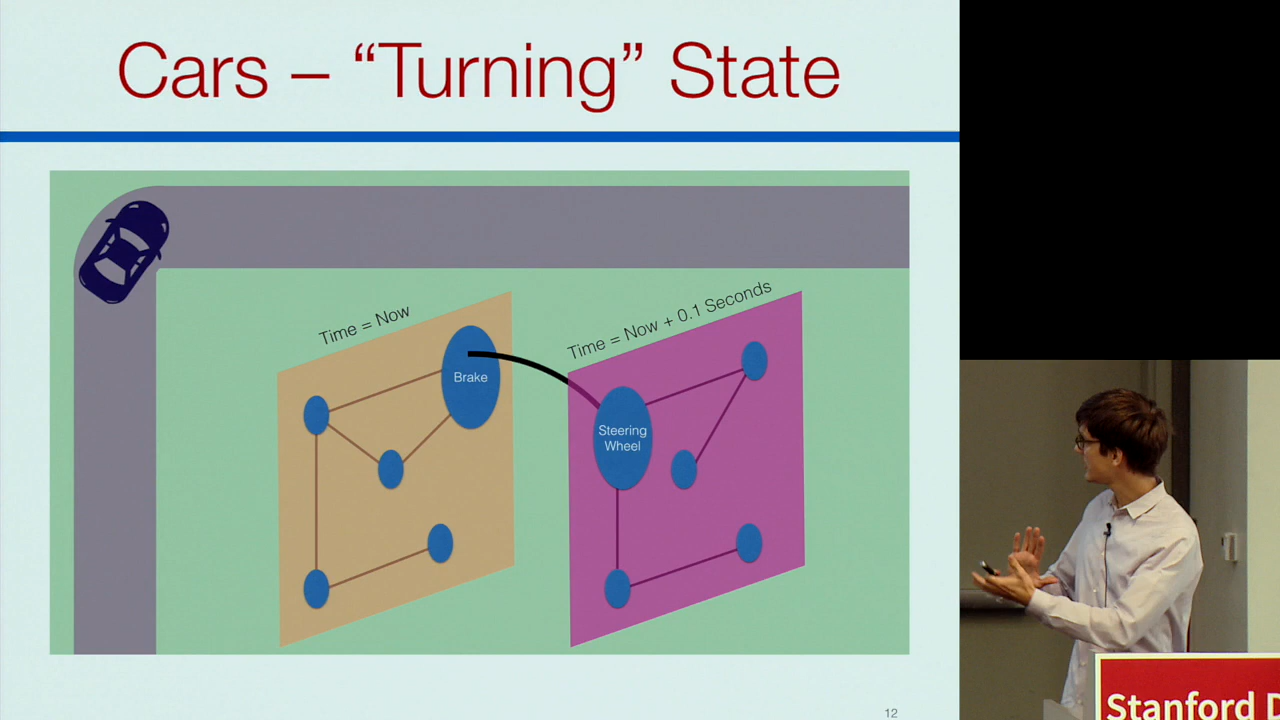 Cars – “Turning” State
Time = Now
Time = Now + 0.1 Seconds
Brake
Steering
Wheel
12
Stanford D